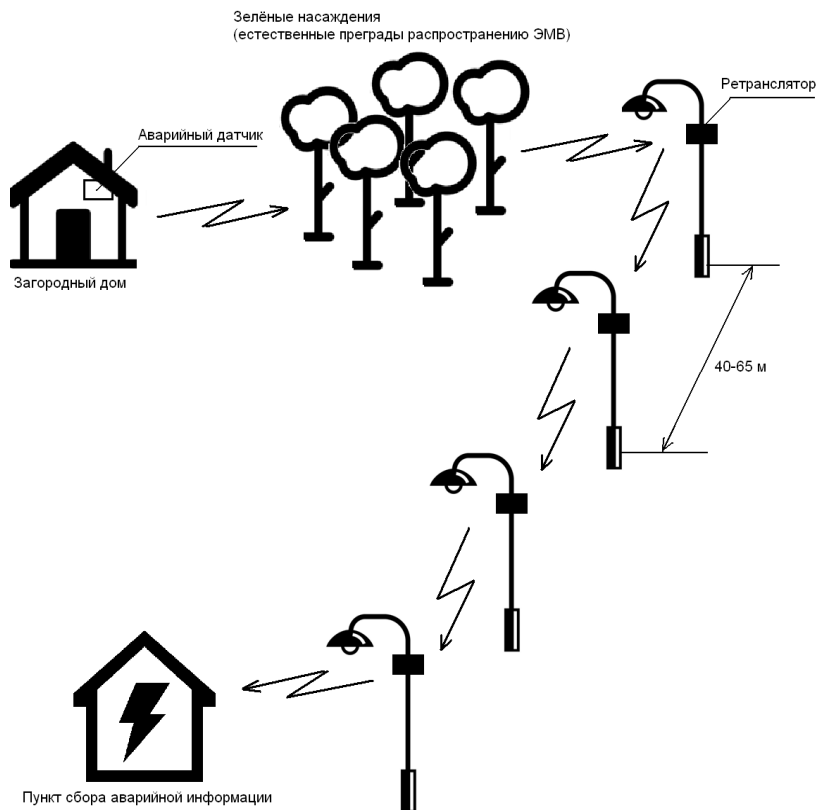 Зелёные насаждения
(естественные преграды распространению ЭМВ)
Ретранслятор
Аварийный датчик
Загородный дом
40-65 м
Пункт сбора аварийной информации